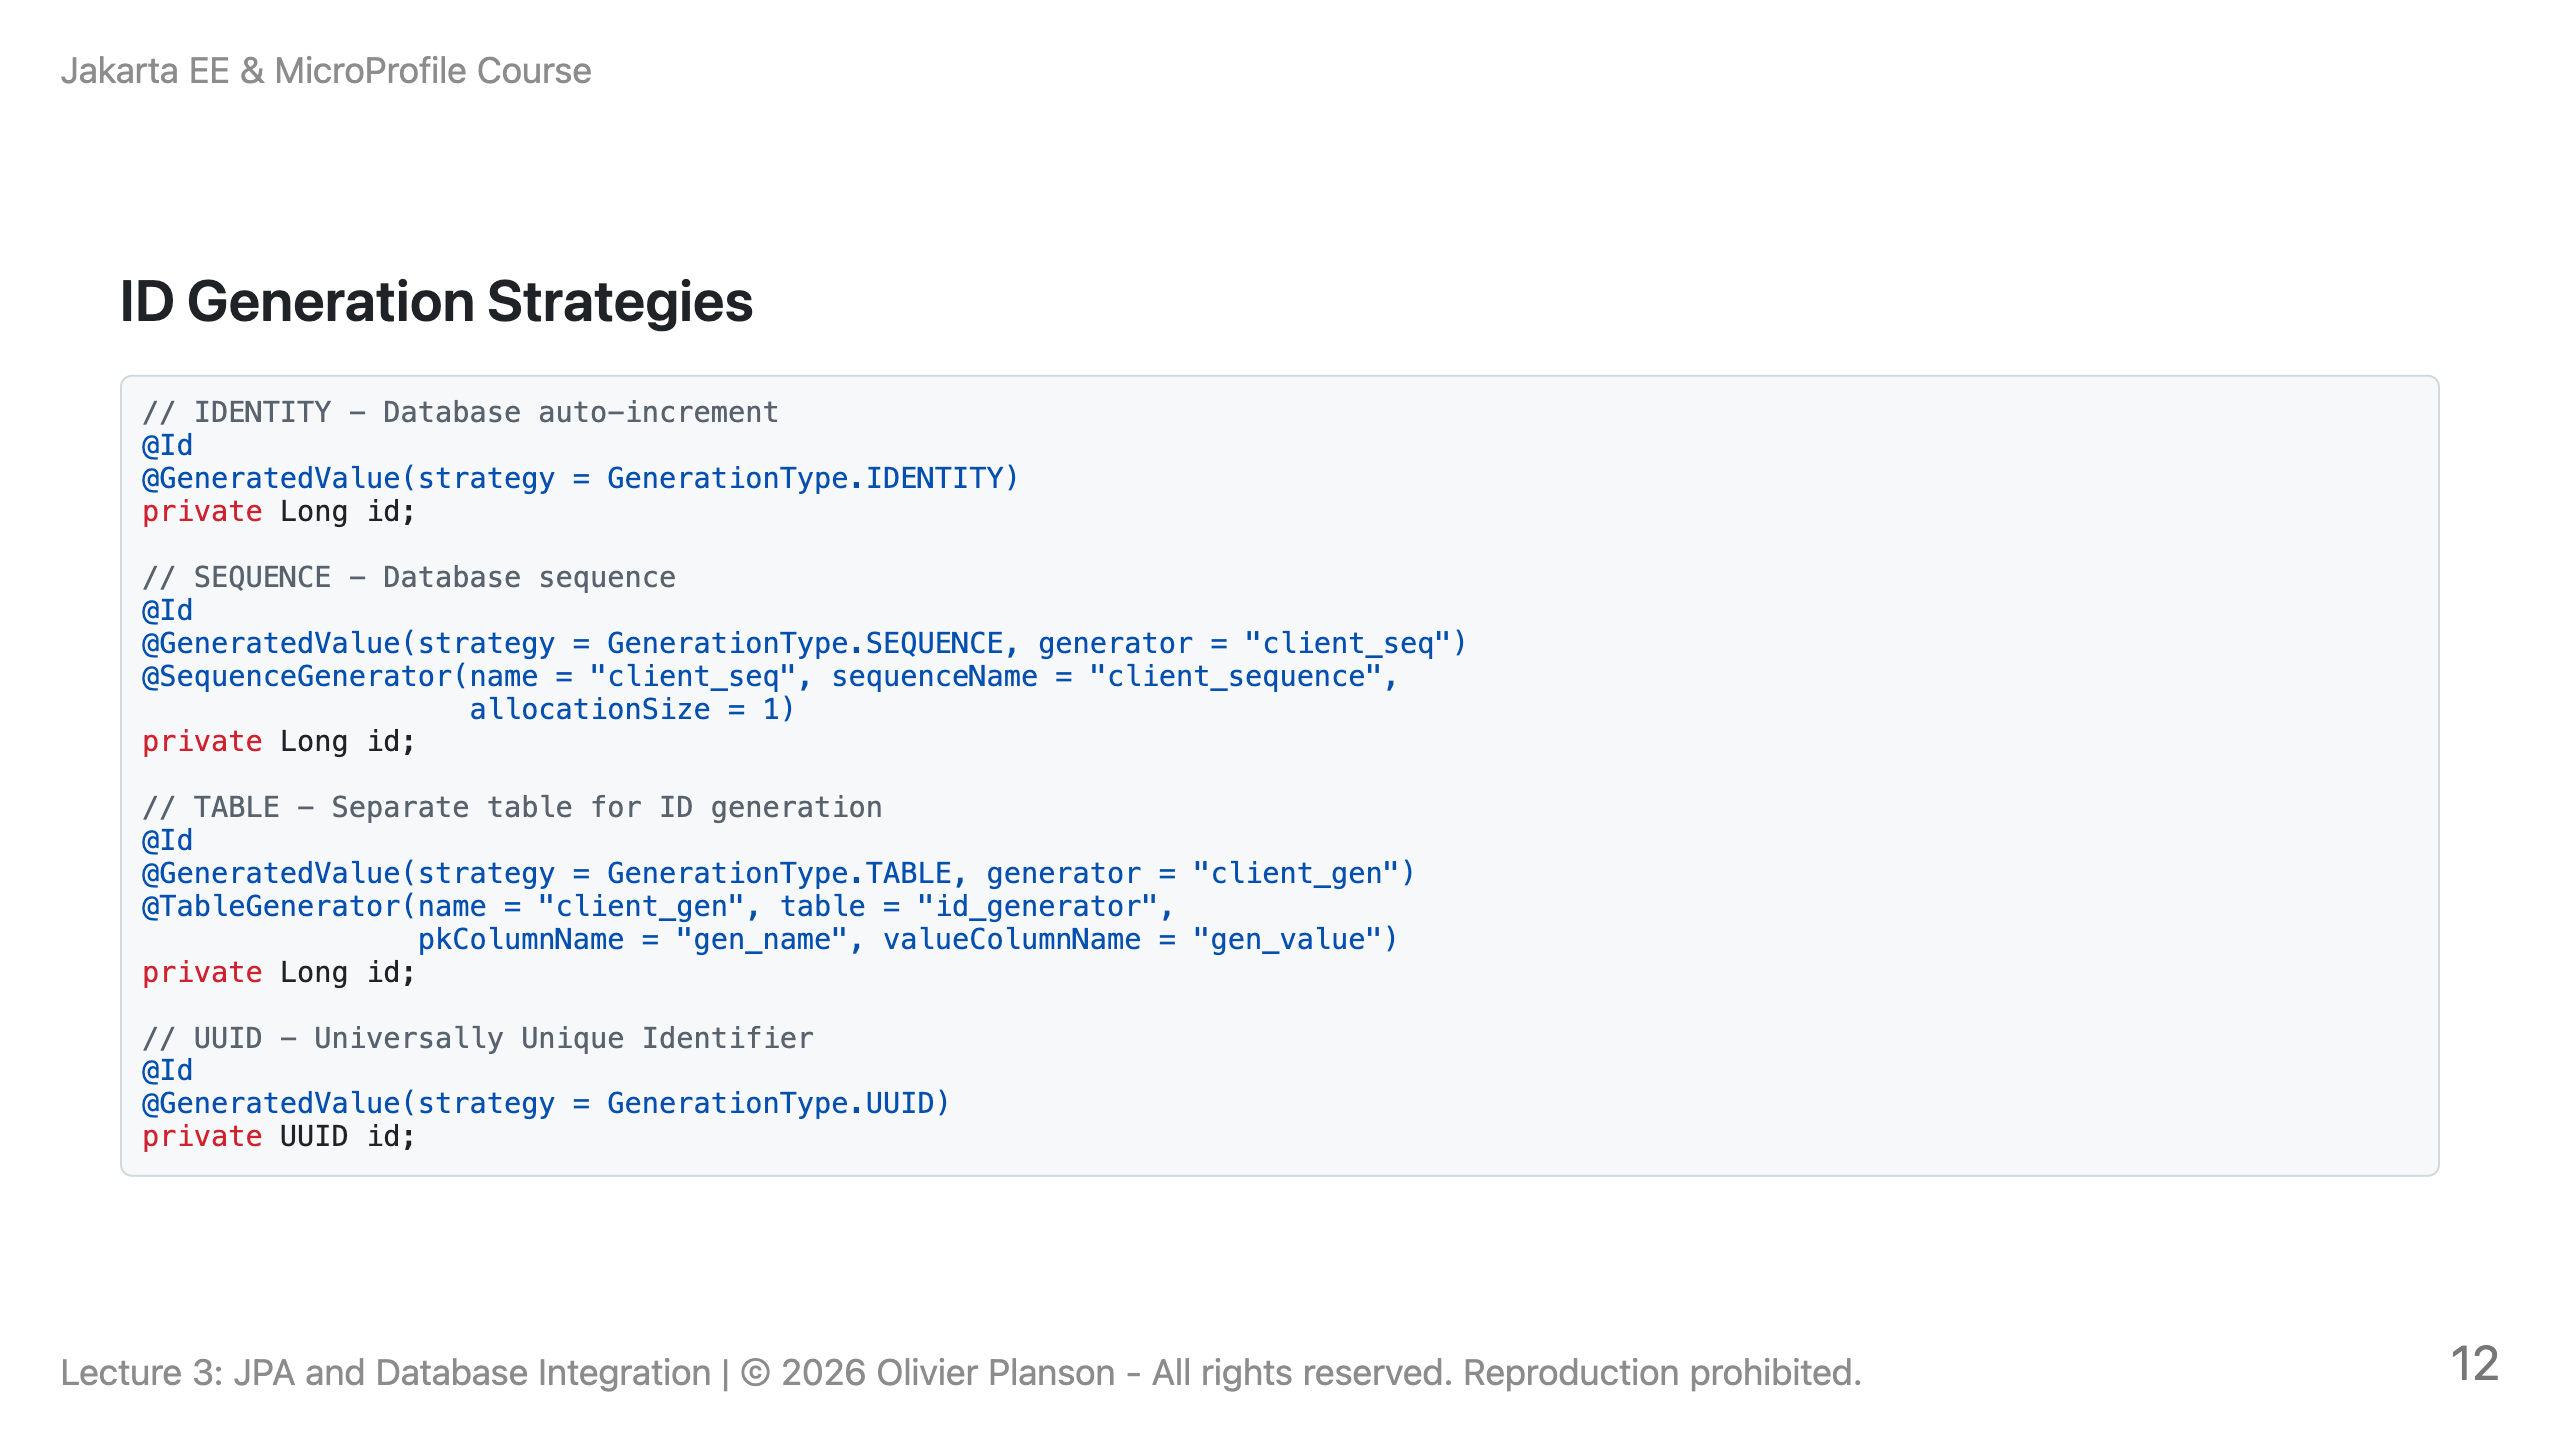 Jakarta EE & MicroProfile Course
ID Generation Strategies
// IDENTITY - Database auto-increment
@Id
@GeneratedValue(strategy = GenerationType.IDENTITY)
private Long id;
// SEQUENCE - Database sequence
@Id
@GeneratedValue(strategy = GenerationType.SEQUENCE, generator = "client_seq")
@SequenceGenerator(name = "client_seq", sequenceName = "client_sequence",
                   allocationSize = 1)
private Long id;
// TABLE - Separate table for ID generation
@Id
@GeneratedValue(strategy = GenerationType.TABLE, generator = "client_gen")
@TableGenerator(name = "client_gen", table = "id_generator",
                pkColumnName = "gen_name", valueColumnName = "gen_value")
private Long id;
// UUID - Universally Unique Identifier
@Id
@GeneratedValue(strategy = GenerationType.UUID)
private UUID id;
Lecture 3: JPA and Database Integration | © 2026 Olivier Planson - All rights reserved. Reproduction prohibited.
12